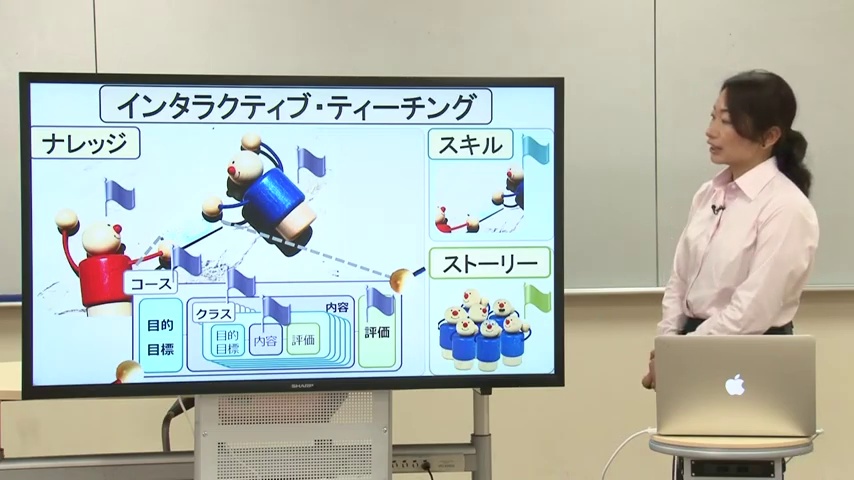 インタラクティブ・ティーチング
ナレッジ
スキル
ストーリー
コース
目的
目標
クラス
内容
目的
目標
内容
評価
評価
SHARP